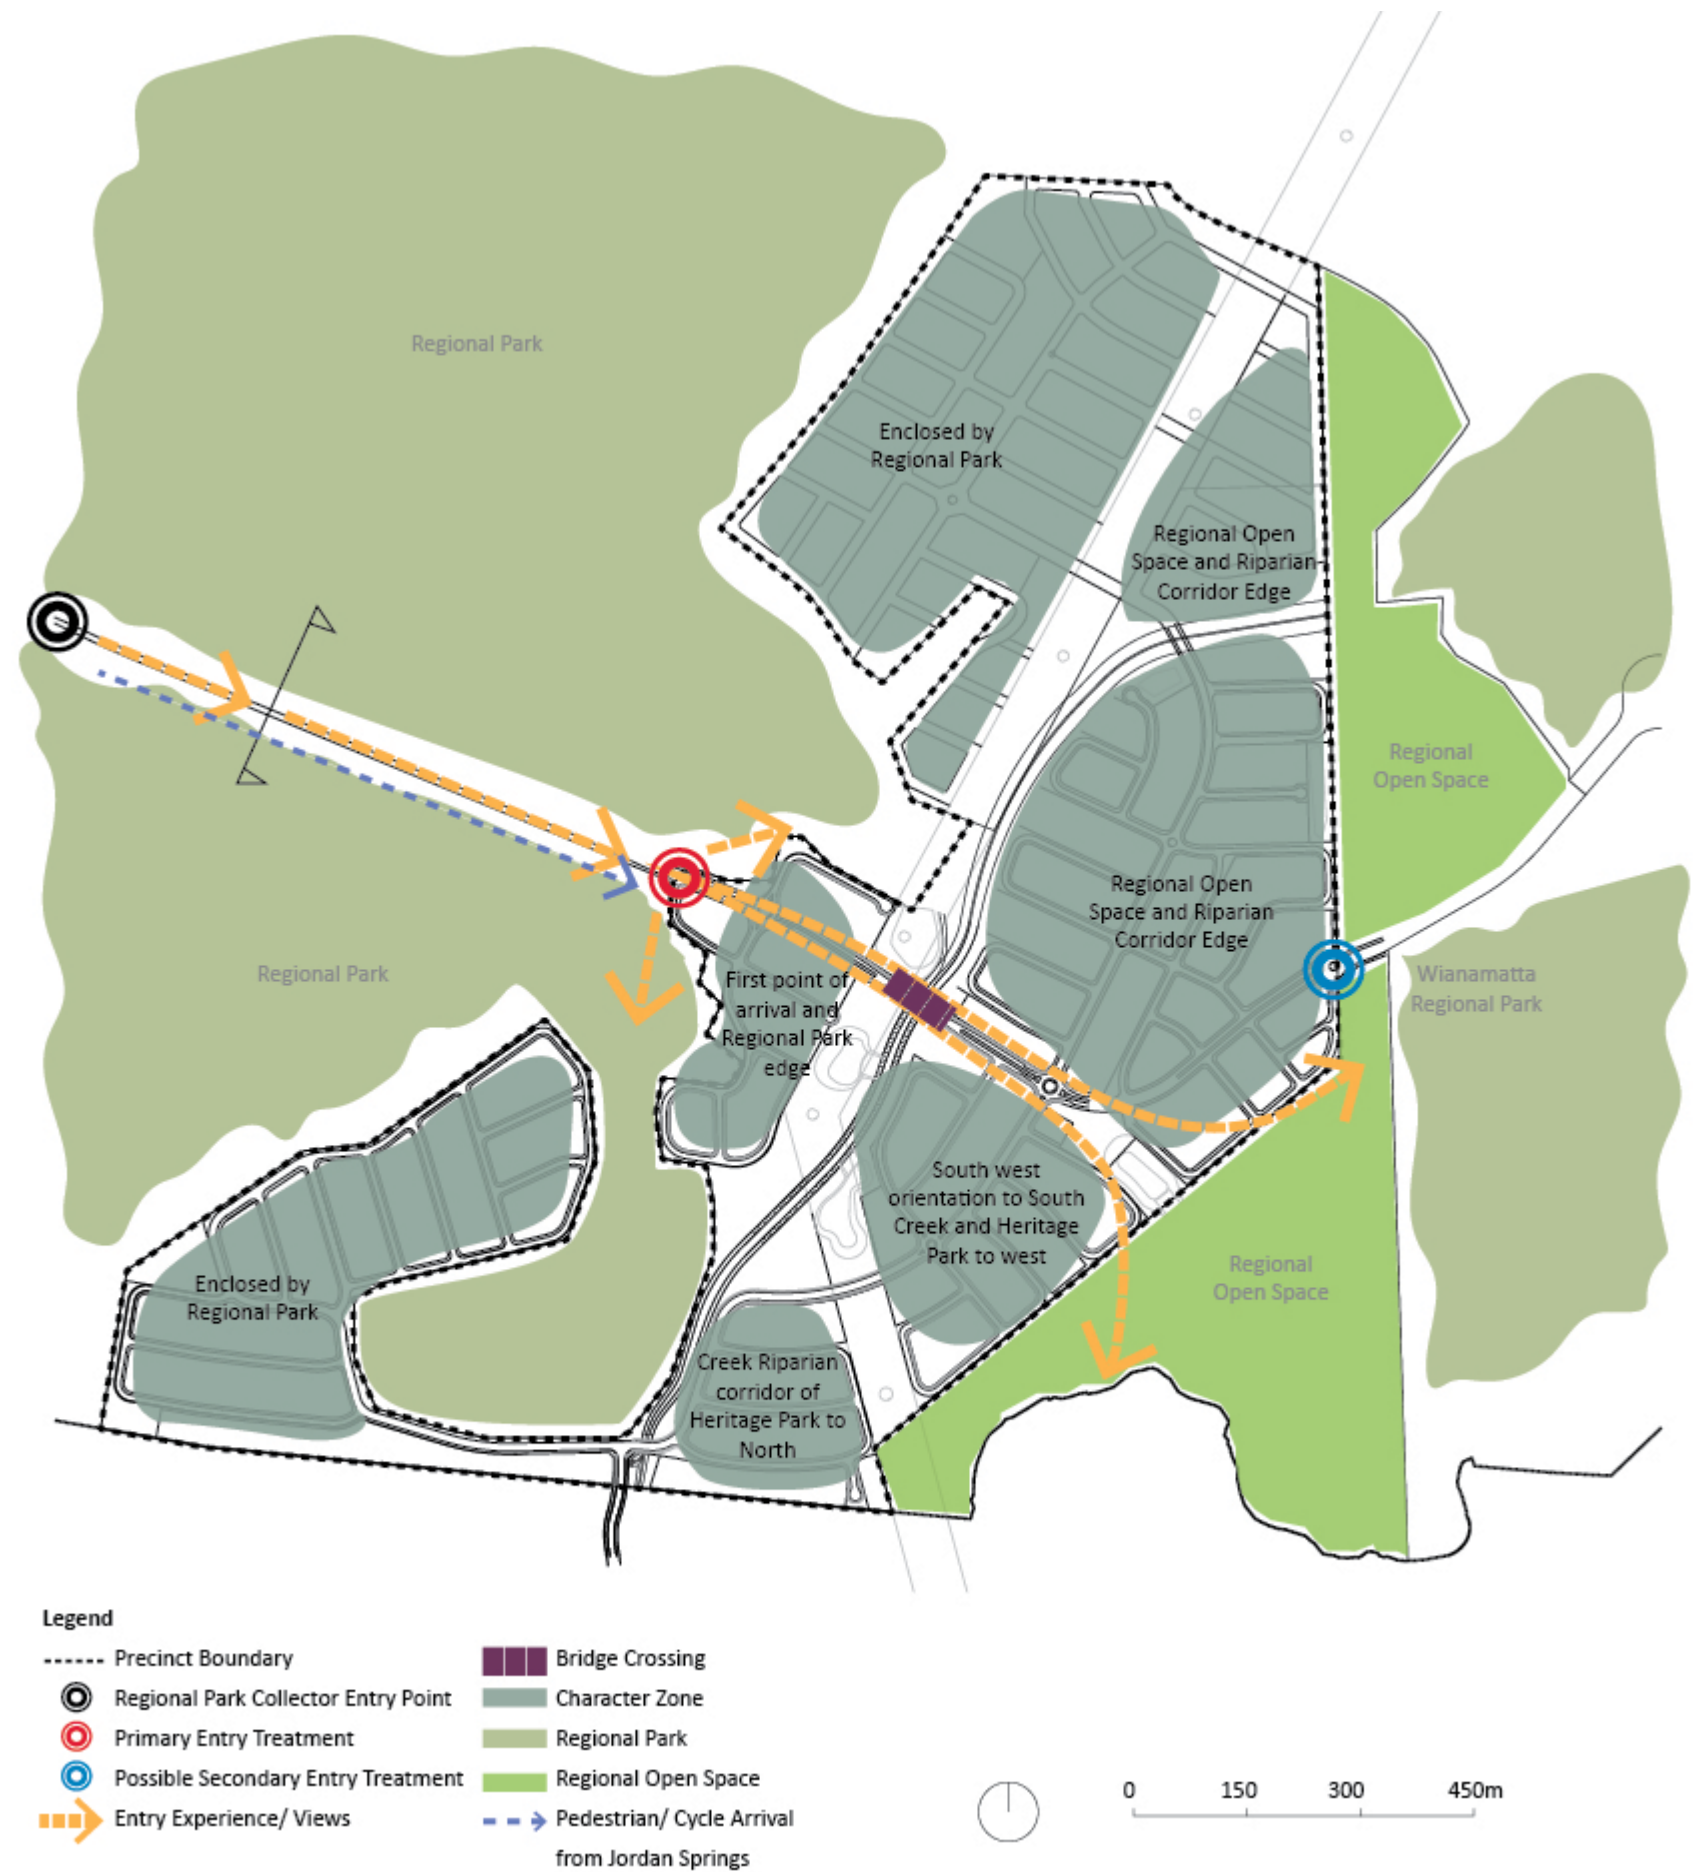 Regional Park
Enclosed by
Regional Park
Regional Open
Space and Riparian
Corridor Edge
Regional
Open Space
Regional Open
Space and Riparian
Corridor Edge
Regional Park
First point of
arrival and
Regional Park
edge
Wianamatta
Regional Park
South west
orientation to South
Creek and Heritage
Park to west
Regional
Open Space
Enclosed by
Regional Park
Creek Riparian
corridor of
Heritage Park to
North
Legend
Precinct Boundary
Regional Park Collector Entry Point
Primary Entry Treatment
Possible Secondary Entry Treatment
Entry Experience/ Views
Bridge Crossing
Character Zone
Regional Park
Regional Open Space
Pedestrian/ Cycle Arrival
from Jordan Springs
0 150 300 450m